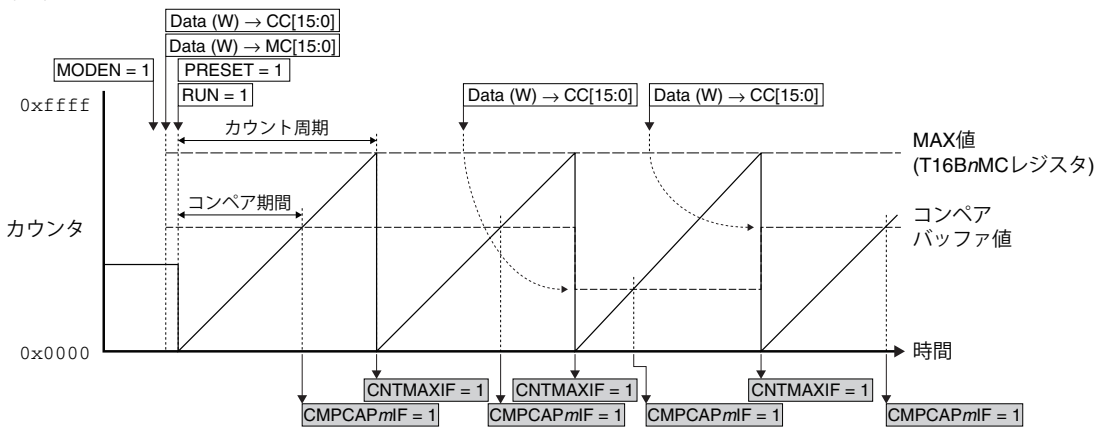 Data (W) → CC[15:0]
Data (W) → MC[15:0]
MODEN = 1
PRESET = 1
RUN = 1
Data (W) → CC[15:0]
Data (W) → CC[15:0]
0xffff
カウント周期
MAX値
(T16BnMCレジスタ)
コンペア期間
カウンタ
コンペア
バッファ値
0x0000
時間
CNTMAXIF = 1
CNTMAXIF = 1
CNTMAXIF = 1
CMPCAPmIF = 1
CMPCAPmIF = 1
CMPCAPmIF = 1
CMPCAPmIF = 1